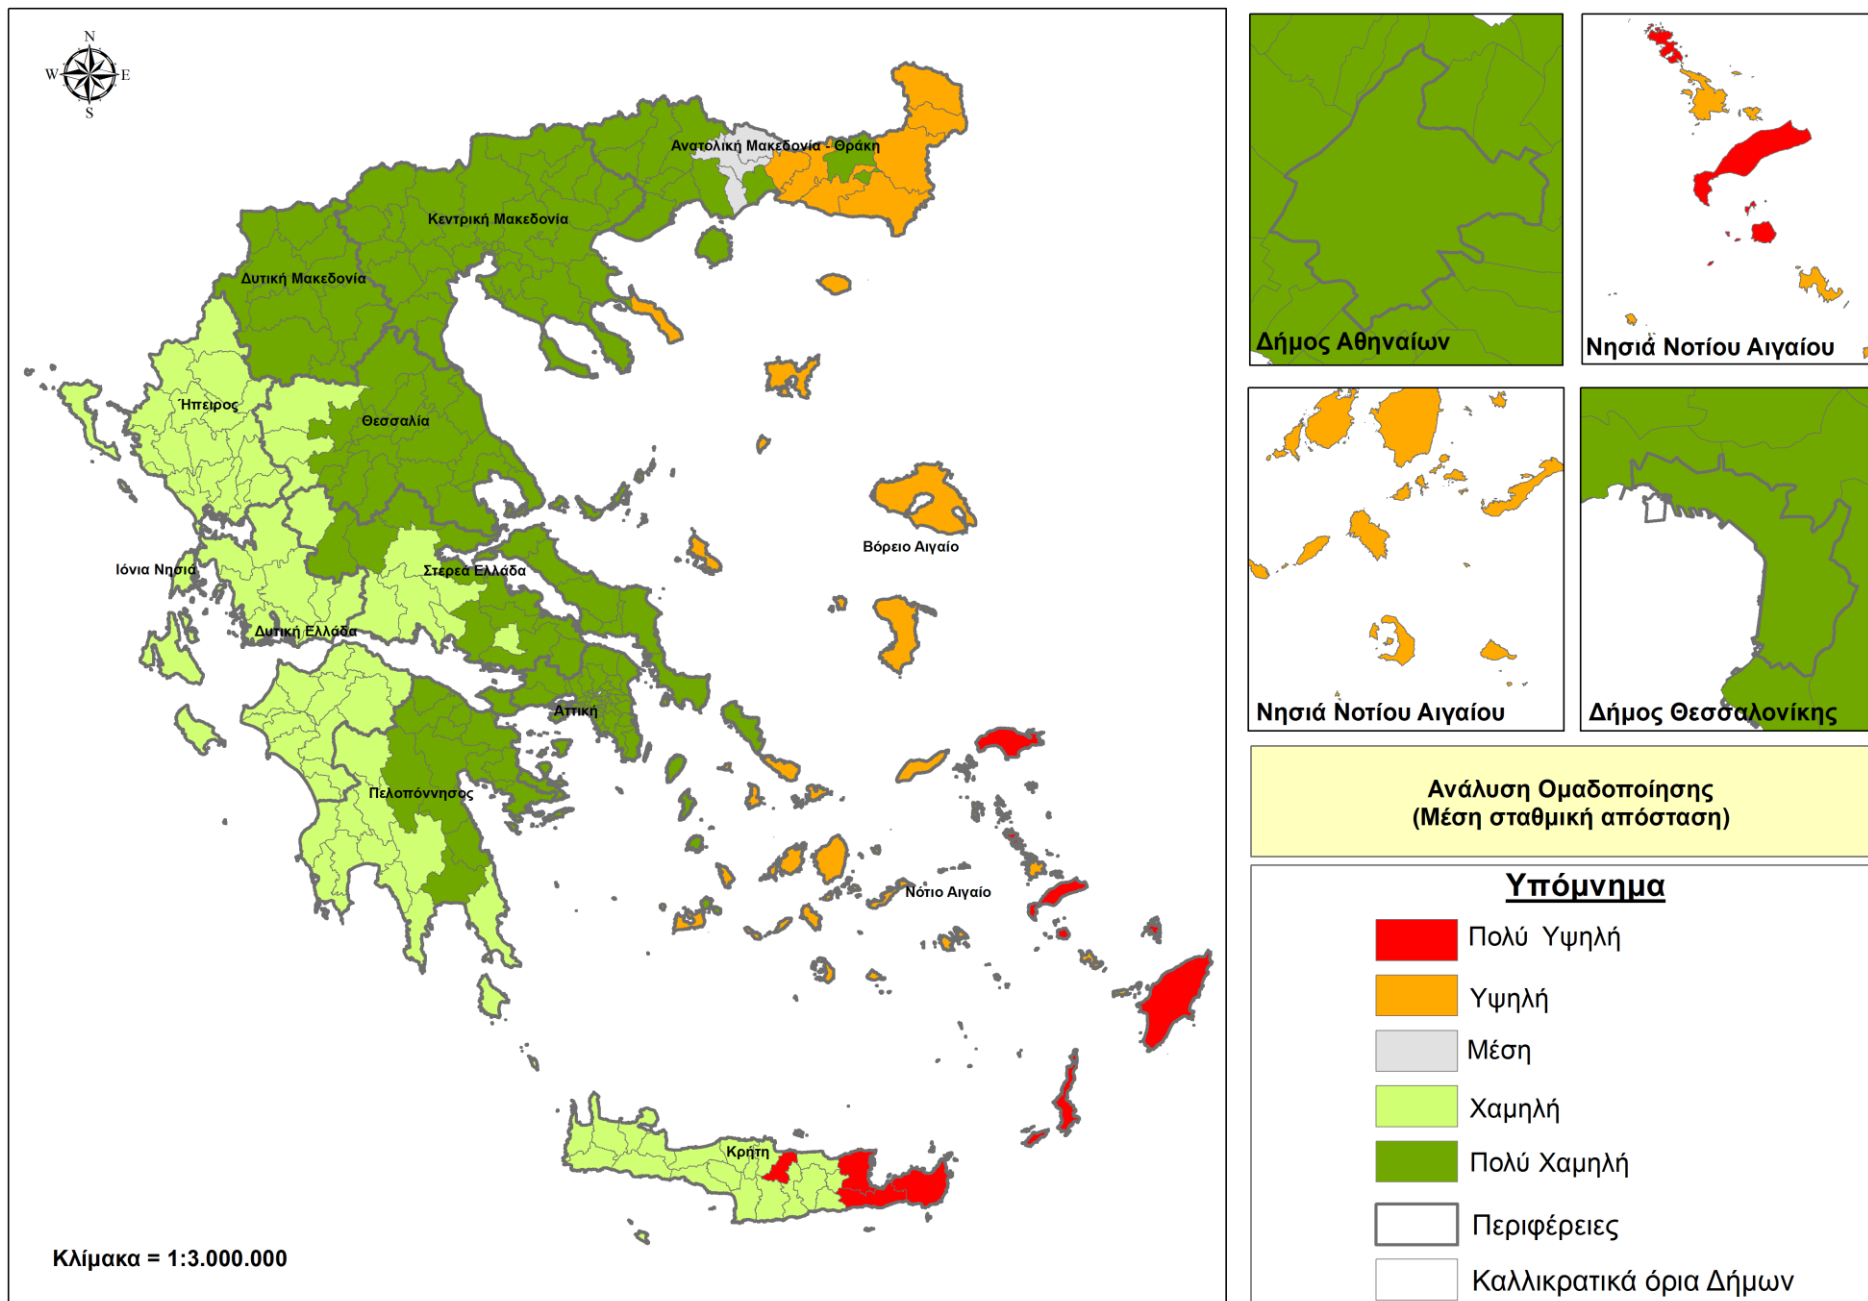 N
W E
S
Ανατολική Μακεδονία - Θράκη
Κεντρική Μακεδονία
Δυτική Μακεδονία
Ήπειρος
Θεσσαλία
Βόρειο Αιγαίο
Ιόνια Νησιά
Στερεά Ελλάδα
Δυτική Ελλάδα
Αττική
Πελοπόννησος
Νότιο Αιγαίο
Κρήτη
Κλίμακα = 1:3.000.000
Δήμος Αθηναίων
Νησιά Νοτίου Αιγαίου
Νησιά Νοτίου Αιγαίου
Δήμος Θεσσαλονίκης
Ανάλυση Ομαδοποίησης
(Μέση σταθμική απόσταση)
Υπόμνημα
Πολύ Υψηλή
Υψηλή
Μέση
Χαμηλή
Πολύ Χαμηλή
Περιφέρειες
Καλλικρατικά όρια Δήμων